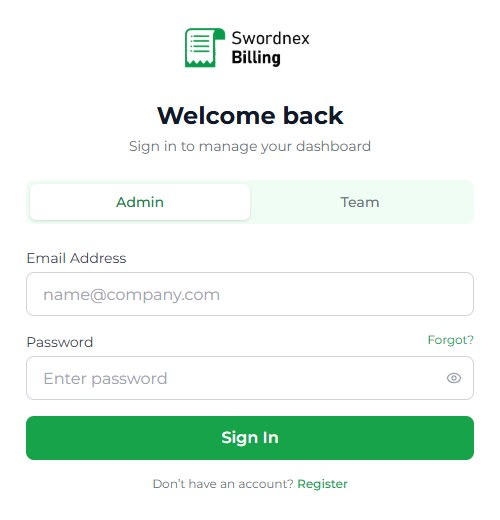 Swordnex
Billing
Welcome back
Sign in to manage your dashboard
Admin Team
Email Address
name@company.com
Password Forgot?
Enter password
Sign In
Don’t have an account? Register